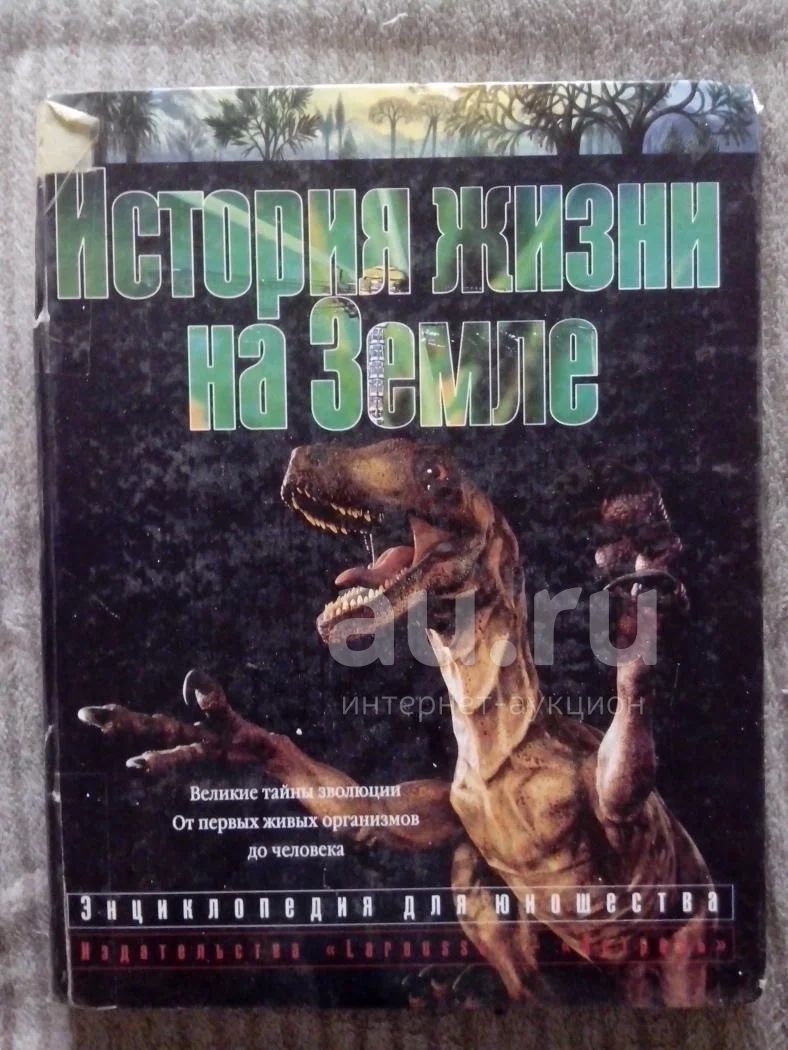 История жизни
на Земле
au.ru
интернет-аукцион
Великие тайны эволюции
От первых живых организмов
до человека
Энциклопедия для юношества
Издательства «Larouss